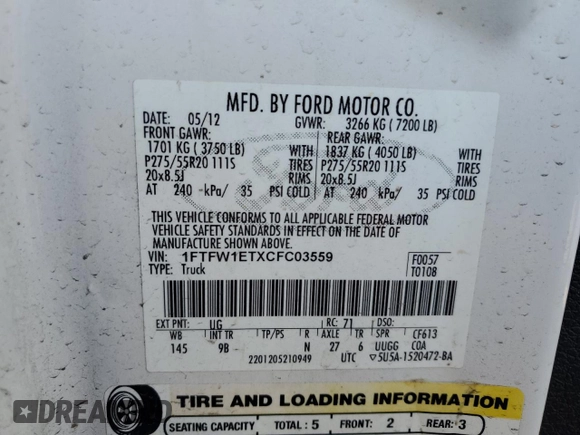 MFD. BY FORD MOTOR CO.
DATE: 05/12 GVWR: 3266 KG ( 7200 LB)
FRONT GAWR: REAR GAWR:
1701 KG ( 3750 LB) WITH 1837 KG ( 4050 LB) WITH
P275/55R20 111S TIRES P275/55R20 111S TIRES
20x8.5J RIMS 20x8.5J RIMS
AT 240 kPa/ 35 PSI COLD AT 240 kPa/ 35 PSI COLD
THIS VEHICLE CONFORMS TO ALL APPLICABLE FEDERAL MOTOR
VEHICLE SAFETY STANDARDS IN EFFECT ON THE DATE OF
MANUFACTURE SHOWN ABOVE.
VIN: 1FTFW1ETXCFC03559 F0057
TYPE: Truck T0108
EXT PNT: UG RC: 71 CF613
WB INT TR TP/PS R AXLE TR SPR COA
145 9B N 27 6 UUGG
2201205210949 UTC 5U5A-1520472-BA
TIRE AND LOADING INFORMATION
SEATING CAPACITY TOTAL : 5 FRONT: 2 REAR: 3